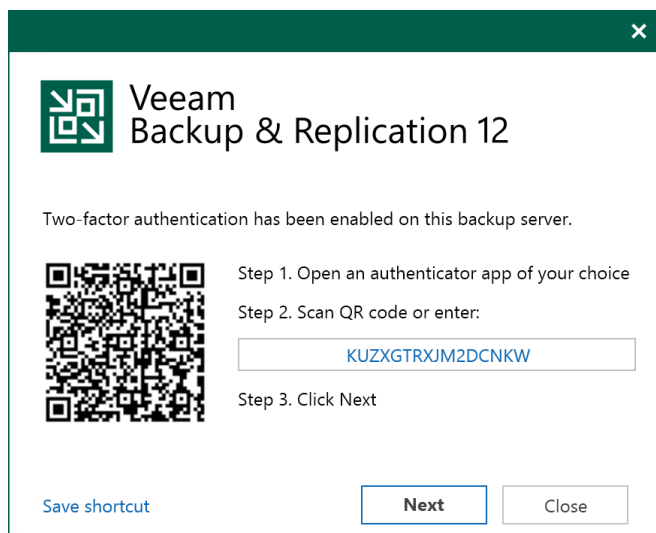 Veeam
Backup & Replication 12
Two-factor authentication has been enabled on this backup server.
Step 1. Open an authenticator app of your choice
Step 2. Scan QR code or enter:
KUZXGTRXJM2DCNKW
Step 3. Click Next
Save shortcut
Next
Close